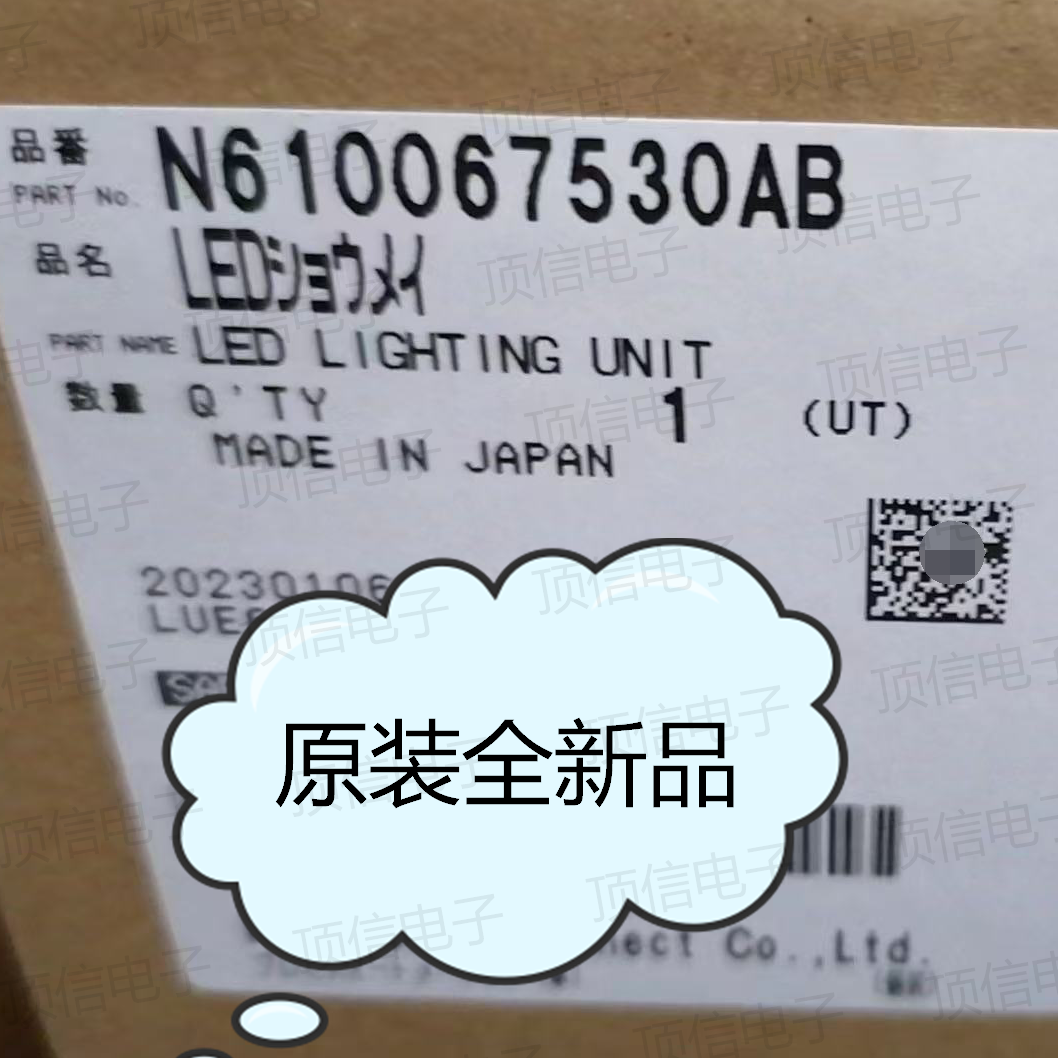 品番
PART No.
N610067530AB
品名
LEDショウメイ
PART NAME
LED LIGHTING UNIT
数量
Q'TY
1
(UT)
MADE IN JAPAN
原装全新品
Co.,Ltd.
顶信电子